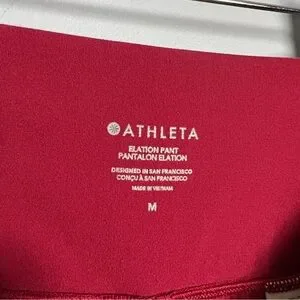 ATHLETA
ELATION PANT
PANTALON ELATION
DESIGNED IN SAN FRANCISCO
CONÇU À SAN FRANCISCO
MADE IN VIETNAM
M